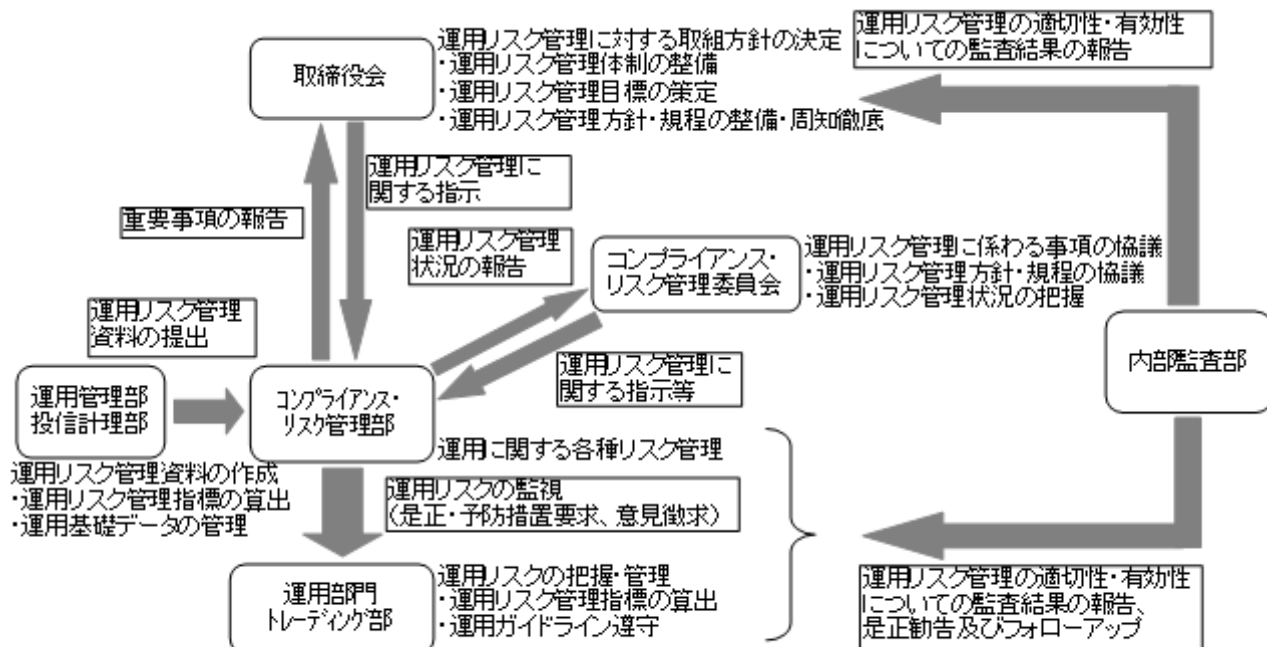 運用リスク管理に対する取組方針の決定
・運用リスク管理体制の整備
・運用リスク管理目標の策定
・運用リスク管理方針・規程の整備・周知徹底
取締役会
運用リスク管理の適切性・有効性
についての監査結果の報告
運用リスク管理に
関する指示
重要事項の報告
運用リスク管理
状況の報告
コンプライアンス・
リスク管理委員会
運用リスク管理に係わる事項の協議
・運用リスク管理方針・規程の協議
・運用リスク管理状況の把握
運用リスク管理
資料の提出
運用リスク管理に
関する指示等
内部監査部
運用管理部
投信計理部
コンプライアンス・
リスク管理部
運用に関する各種リスク管理
運用リスク管理資料の作成
・運用リスク管理指標の算出
・運用基礎データの管理
運用リスクの監視
(是正・予防措置要求、意見徴求)
運用部門
トレーディング部
運用リスクの把握・管理
・運用リスク管理指標の算出
・運用ガイドライン遵守
運用リスク管理の適切性・有効性
についての監査結果の報告、
是正勧告及びフォローアップ